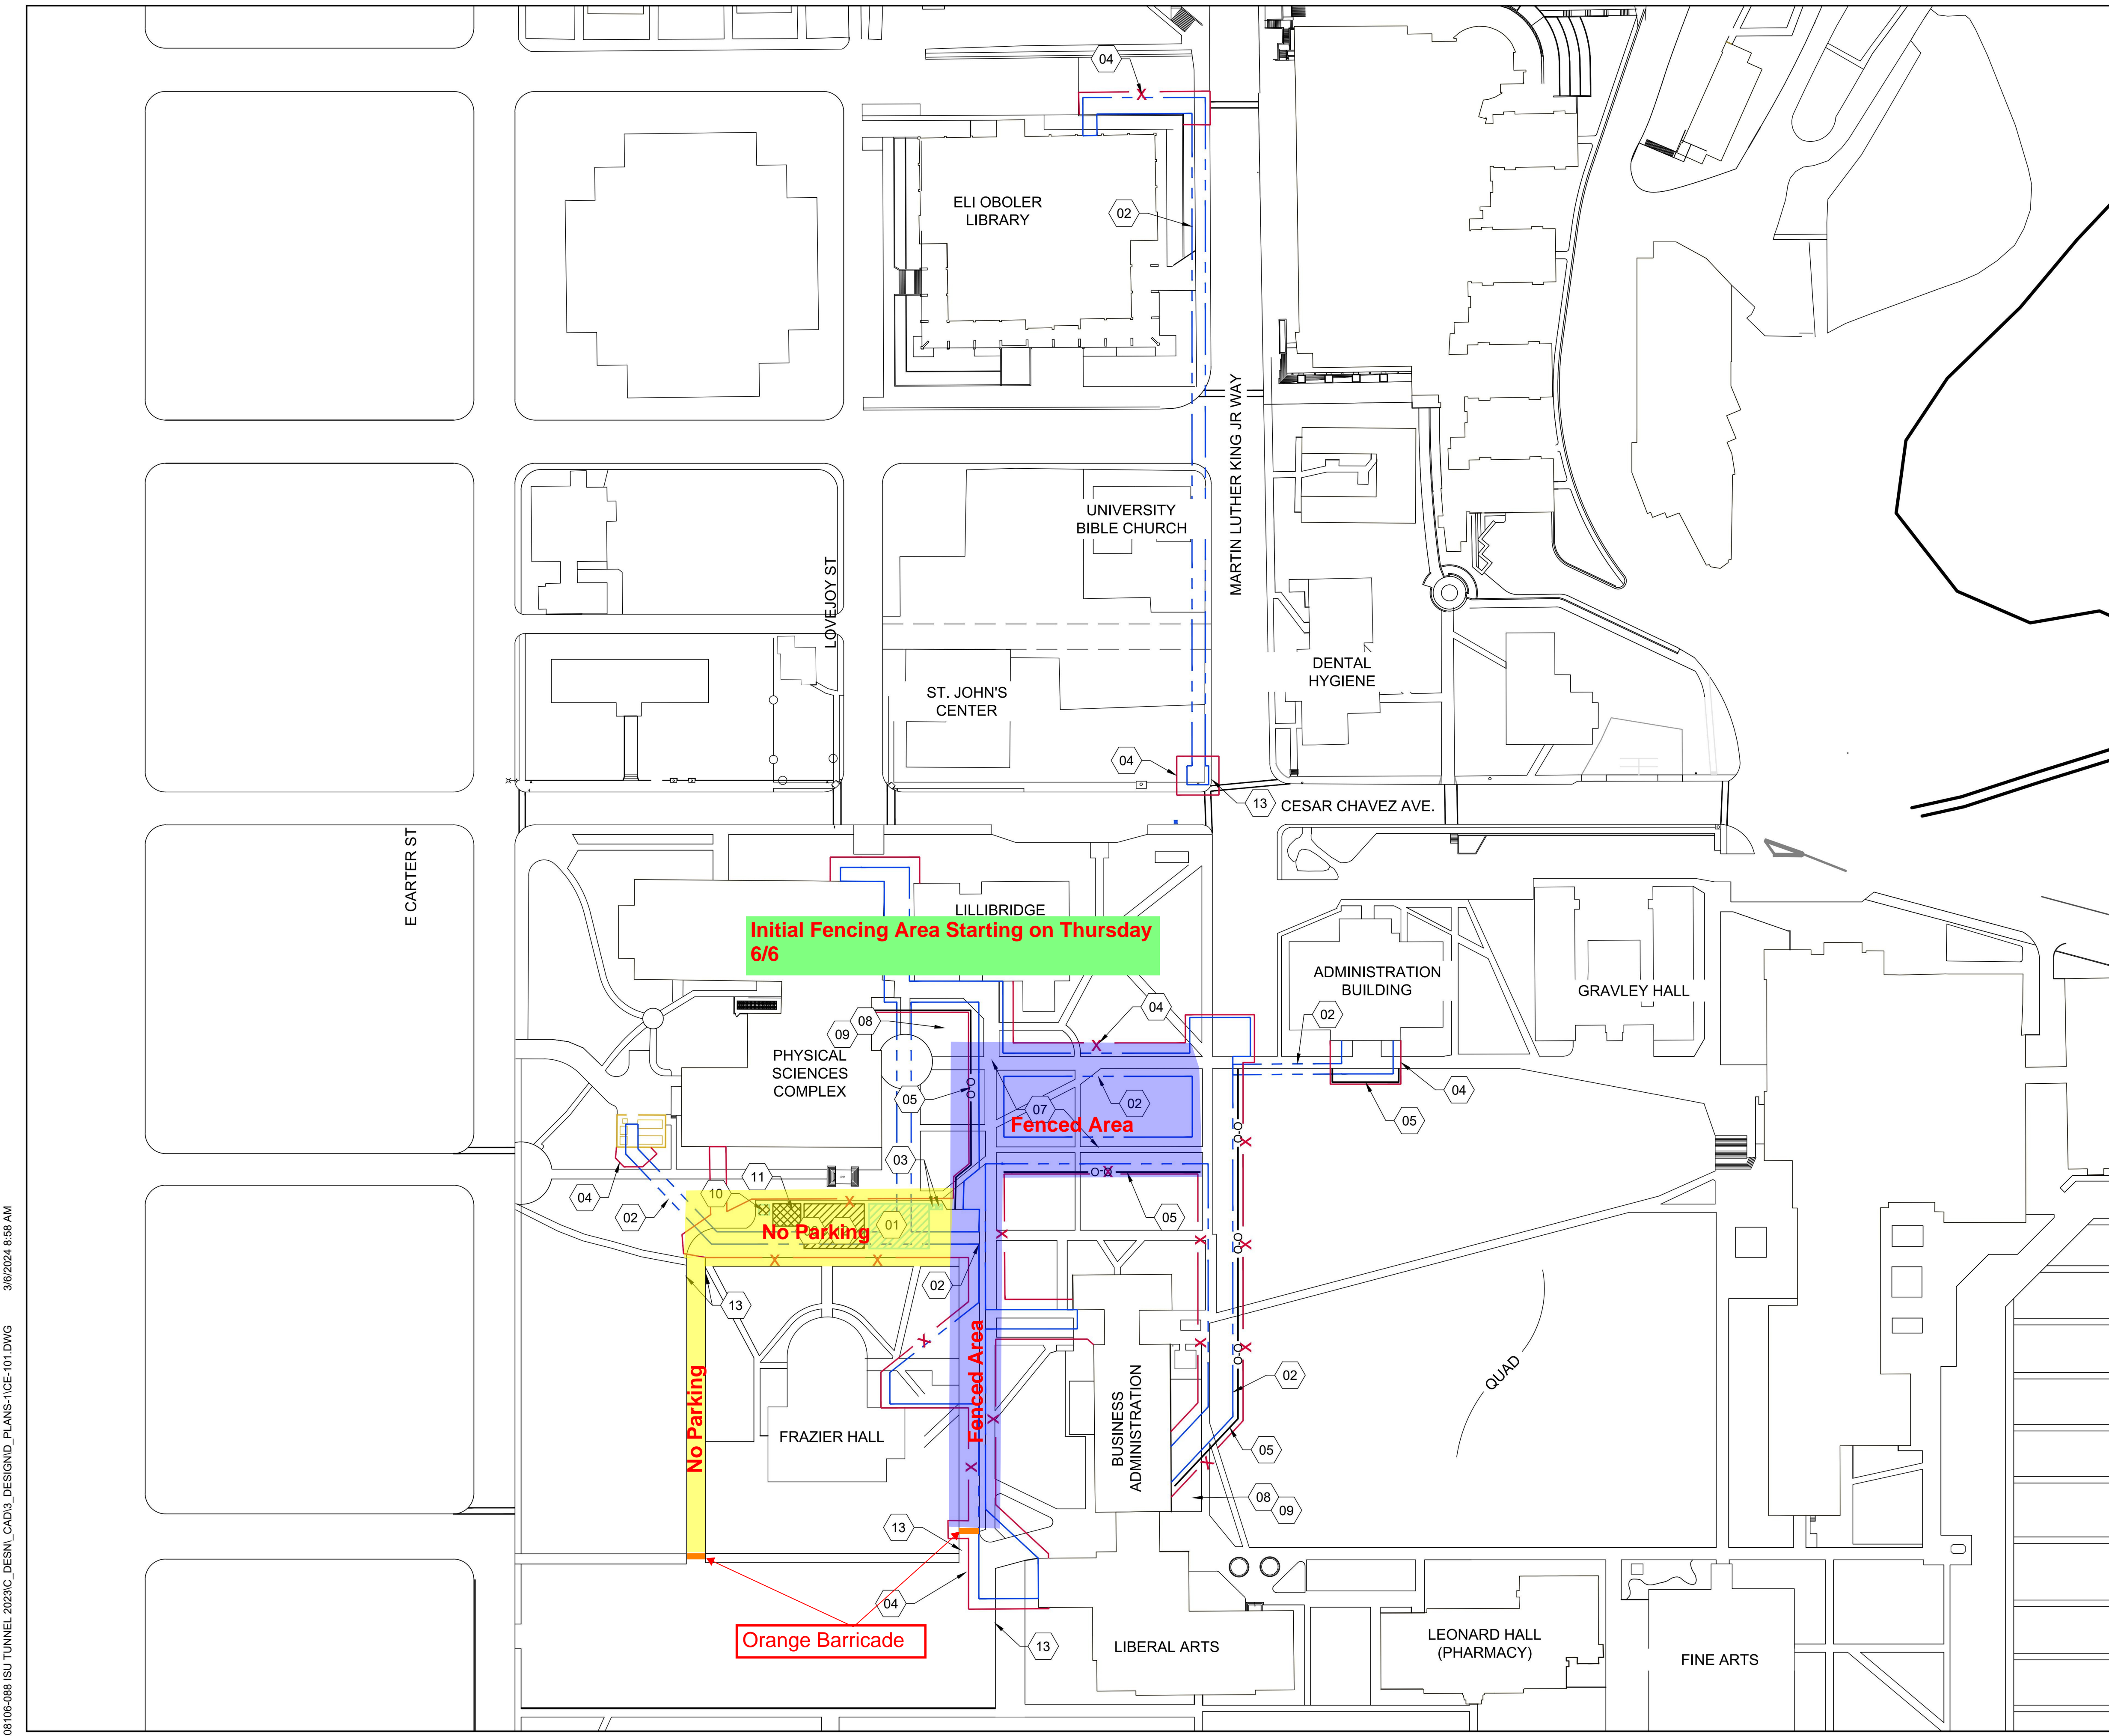 04
ELI OBOLER
LIBRARY
02
MARTIN LUTHER KING JR WAY
UNIVERSITY
BIBLE CHURCH
LOVEJOY ST
DENTAL
HYGIENE
ST. JOHN'S
CENTER
04
13
CESAR CHAVEZ AVE.
E CARTER ST
LILLIBRIDGE
Initial Fencing Area Starting on Thursday
6/6
ADMINISTRATION
BUILDING
GRAVLEY HALL
04
02
08
09
PHYSICAL
SCIENCES
COMPLEX
05
07
02
04
05
Fenced Area
03
11
10
04
02
01
No Parking
05
02
13
No Parking
Fenced Area
FRAZIER HALL
BUSINESS
ADMINISTRATION
02
QUAD
05
08
09
13
04
Orange Barricade
13
LIBERAL ARTS
LEONARD HALL
(PHARMACY)
FINE ARTS
08106-088 ISU TUNNEL 2023\C_DESN\_CAD\3_DESIGN\D_PLANS-1\CE-101.DWG
3/6/2024 8:58 AM